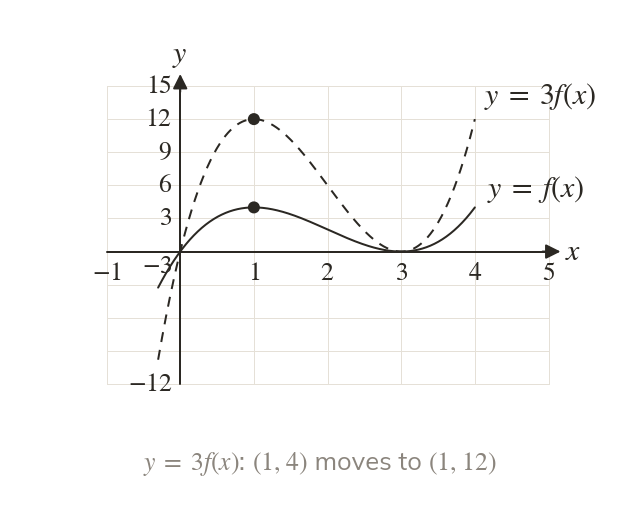 y
15
y = 3f(x)
12
9
y = f(x)
6
3
x
−3
−1 1 2 3 4 5
−12
y = 3f(x): (1, 4) moves to (1, 12)